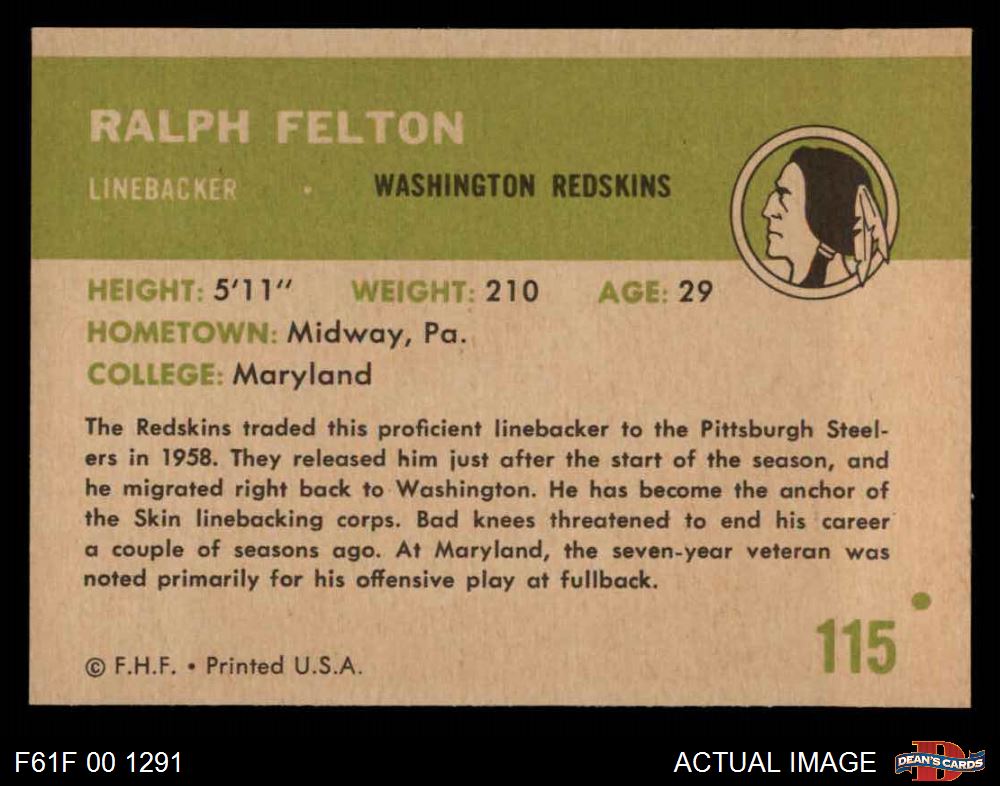 RALPH FELTON
LINEBACKER • WASHINGTON REDSKINS
HEIGHT: 5'11" WEIGHT: 210 AGE: 29
HOMETOWN: Midway, Pa.
COLLEGE: Maryland
The Redskins traded this proficient linebacker to the Pittsburgh Steel-
ers in 1958. They released him just after the start of the season, and
he migrated right back to Washington. He has become the anchor of
the Skin linebacking corps. Bad knees threatened to end his career
a couple of seasons ago. At Maryland, the seven-year veteran was
noted primarily for his offensive play at fullback.
115
© F.H.F. • Printed U.S.A.
F61F 00 1291
ACTUAL IMAGE
D
DEAN'S CARDS